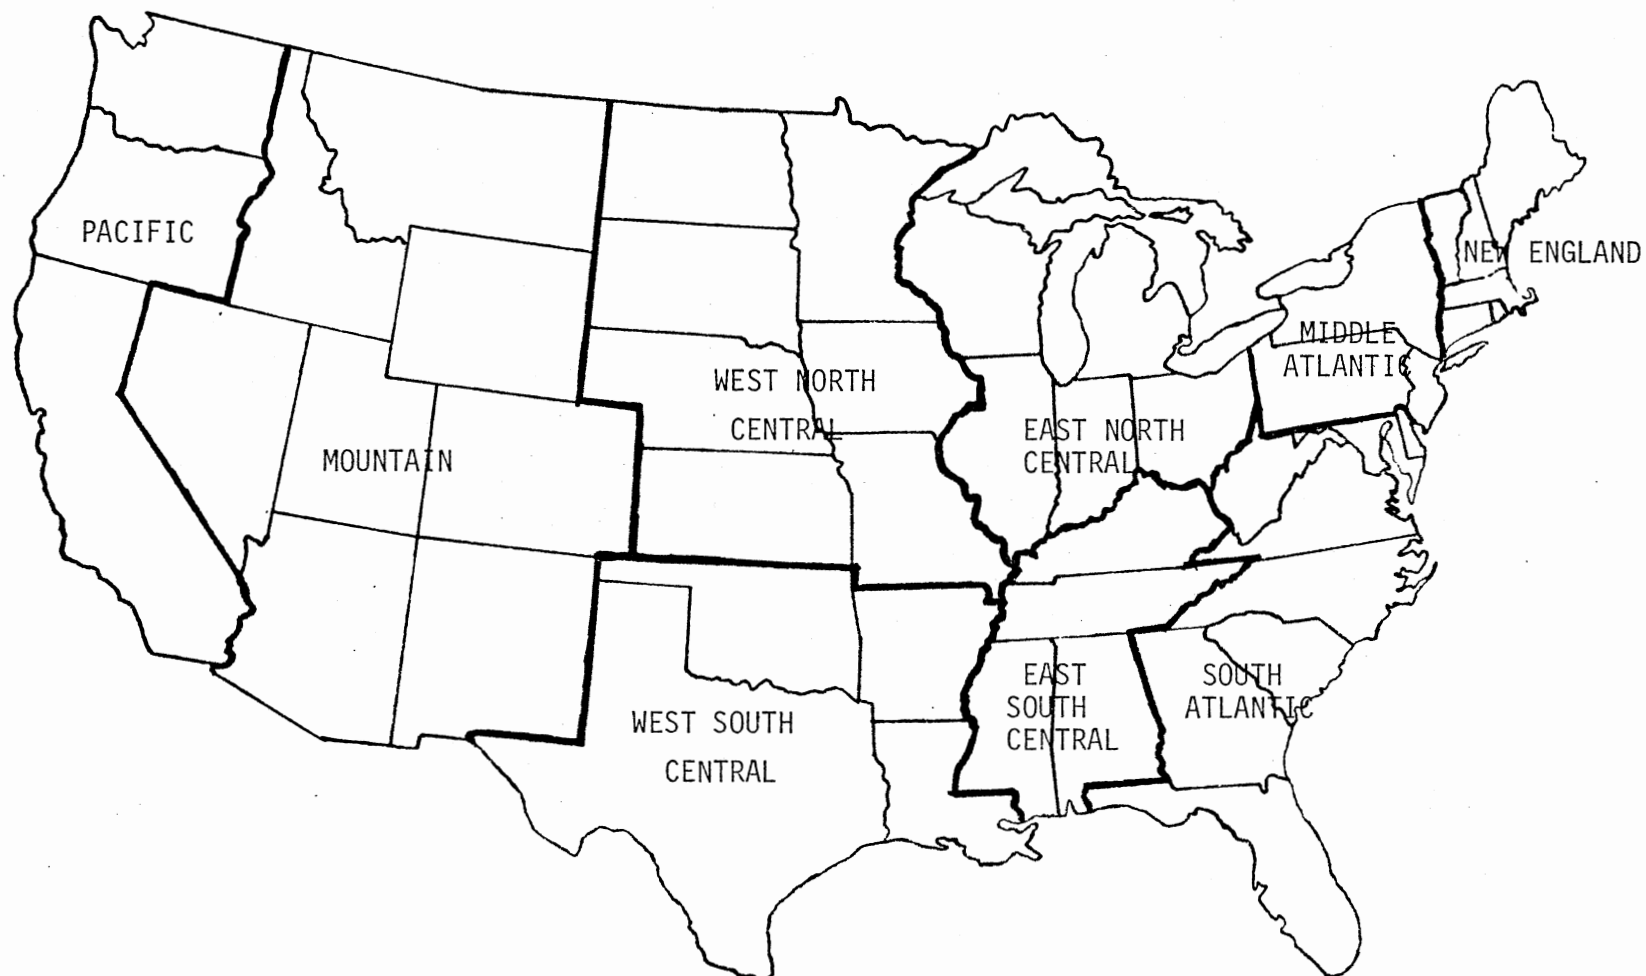 PACIFIC
NEW ENGLAND
MIDDLE
ATLANTIC
WEST NORTH
CENTRAL
EAST NORTH
CENTRAL
MOUNTAIN
EAST
SOUTH
CENTRAL
SOUTH
ATLANTIC
WEST SOUTH
CENTRAL